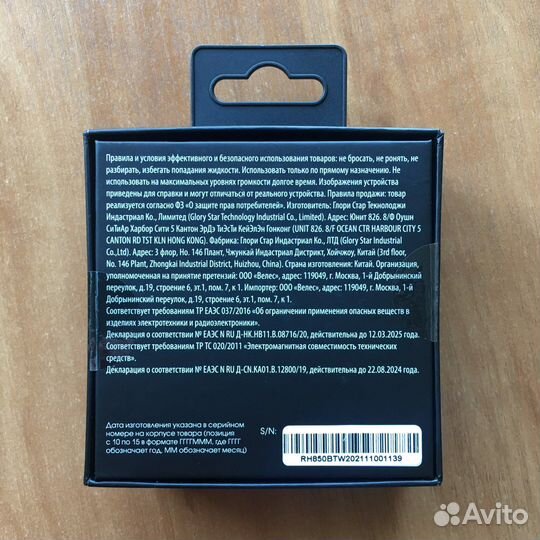 Правила и условия эффективного и безопасного использования товаров: не бросать, не ронять, не
разбирать, избегать попадания жидкости. Использовать только по прямому назначению. Не
использовать на максимальных уровнях громкости долгое время. Изображения устройства
приведены для справки и могут отличаться от реального устройства. Правила продажи: товар
реализуется согласно ФЗ «О защите прав потребителей». Изготовитель: Глори Стар Текнолоджи
Индастриал Ко., Лимитед (Glory Star Technology Industrial Co., Limited). Адрес: Юнит 826. 8/Ф Оушн
СиТиАр Харбор Сити 5 Кантон ЭрДэ ТиЭсТи КейЭлЭн Гонконг (UNIT 826. 8/F OCEAN CTR HARBOUR CITY 5
CANTON RD TST KLN HONG KONG). Фабрика: Глори Стар Индастриал Ко., ЛТД (Glory Star Industrial
Co.,Ltd). Адрес: 3 флор, Но. 146 Плант, Чжункай Индастриал Дистрикт, Хойчжоу, Китай (3rd floor,
No. 146 Plant, Zhongkai Industrial District, Huizhou, China). Страна изготовления: Китай. Организация,
уполномоченная на принятие претензий: ООО «Велес», адрес: 119049, г. Москва, 1-й Добрынинский
переулок, д.19, строение 6, эт.1, пом. 7, к 1. Импортер: ООО «Велес», адрес: 119049, г. Москва, 1-й
Добрынинский переулок, д.19, строение 6, эт.1, пом. 7, к 1.
Соответствует требованиям ТР ЕАЭС 037/2016 «Об ограничении применения опасных веществ в
изделиях электротехники и радиоэлектроники».
Декларация о соответствии № ЕАЭС N RU Д-HK.НВ11.В.08716/20, действительна до 12.03.2025 года.
Соответствует требованиям ТР ТС 020/2011 «Электромагнитная совместимость технических
средств».
Декларация о соответствии № ЕАЭС N RU Д-CN.КА01.В.12800/19, действительна до 22.08.2024 года.
Дата изготовления указана в серийном
номере на корпусе товара (позиция
с 10 по 15 в формате ГГГГММ, где ГГГГ
обозначает год, ММ обозначает месяц)
S/N:
RH850BTW202111001139
Avito